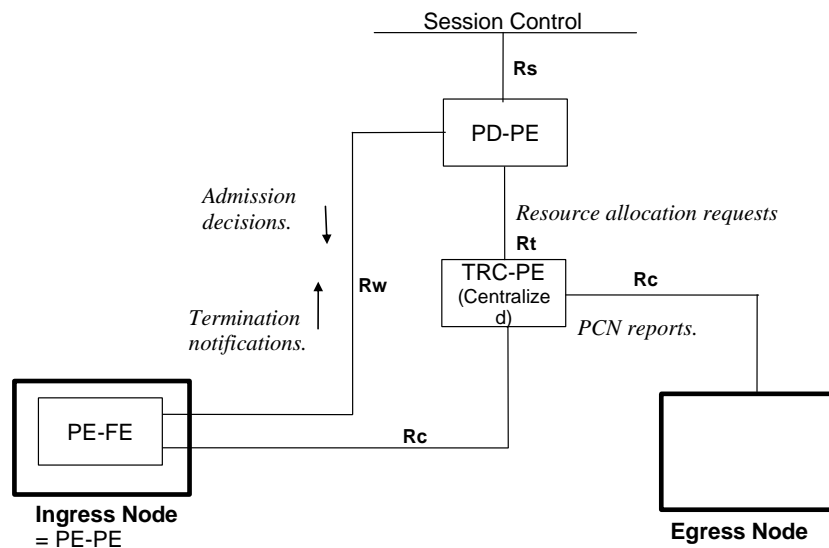 Session Control
Rs
PD-PE
Admission
decisions.
Resource allocation requests
Rt
TRC-PE
(Centralize
d)
Rc
Rw
Termination
notifications.
PCN reports.
PE-FE
Rc
Ingress Node
= PE-PE
Egress Node